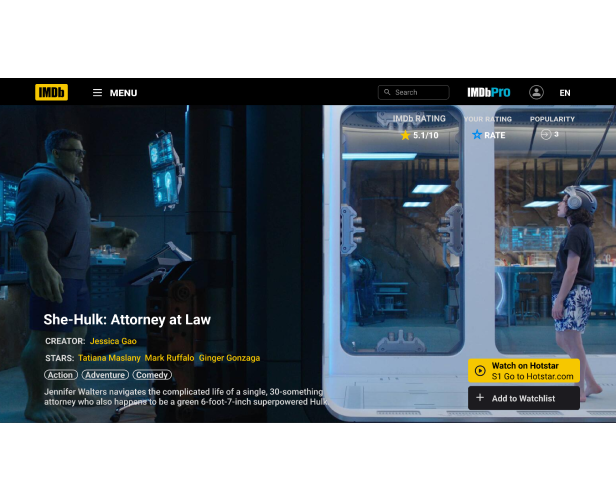 IMDb
MENU
Search
IMDbPro
EN
IMDb RATING
YOUR RATING
POPULARITY
5.1/10
RATE
3
She-Hulk: Attorney at Law
CREATOR: Jessica Gao
STARS: Tatiana Maslany Mark Ruffalo Ginger Gonzaga
Action Adventure Comedy
Jennifer Walters navigates the complicated life of a single, 30-something
attorney who also happens to be a green 6-foot-7-inch superpowered Hulk.
Watch on Hotstar
S1 Go to Hotstar.com
Add to Watchlist